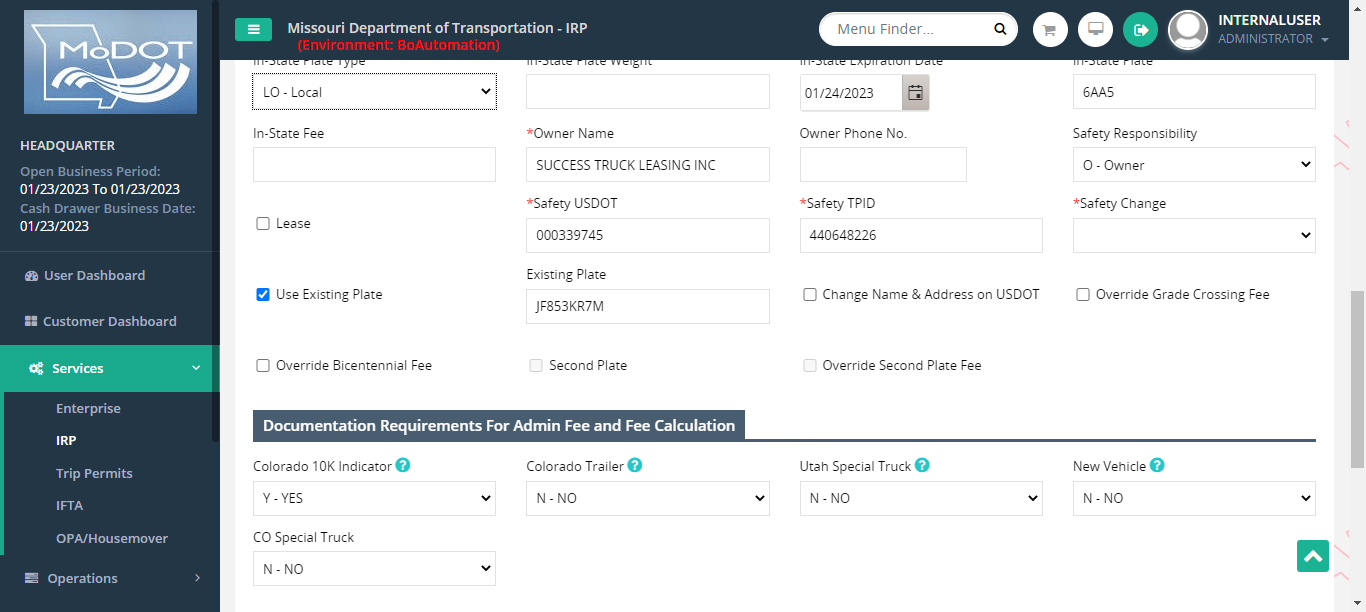 MoDOT
Missouri Department of Transportation - IRP
(Environment: BoAutomation)
Menu Finder...
INTERNALUSER
ADMINISTRATOR
HEADQUARTER
Open Business Period:
01/23/2023 To 01/23/2023
Cash Drawer Business Date:
01/23/2023
User Dashboard
Customer Dashboard
Services
Enterprise
IRP
Trip Permits
IFTA
OPA/Housemover
Operations
In-State Plate Type
In-State Plate Weight
In-State Expiration Date
In-State Plate
LO - Local
01/24/2023
6AA5
In-State Fee
*Owner Name
Owner Phone No.
Safety Responsibility
SUCCESS TRUCK LEASING INC
O - Owner
Lease
*Safety USDOT
*Safety TPID
*Safety Change
000339745
440648226
Use Existing Plate
Existing Plate
JF853KR7M
Change Name & Address on USDOT
Override Grade Crossing Fee
Override Bicentennial Fee
Second Plate
Override Second Plate Fee
Documentation Requirements For Admin Fee and Fee Calculation
Colorado 10K Indicator ?
Colorado Trailer ?
Utah Special Truck ?
New Vehicle ?
Y - YES
N - NO
N - NO
N - NO
CO Special Truck
N - NO